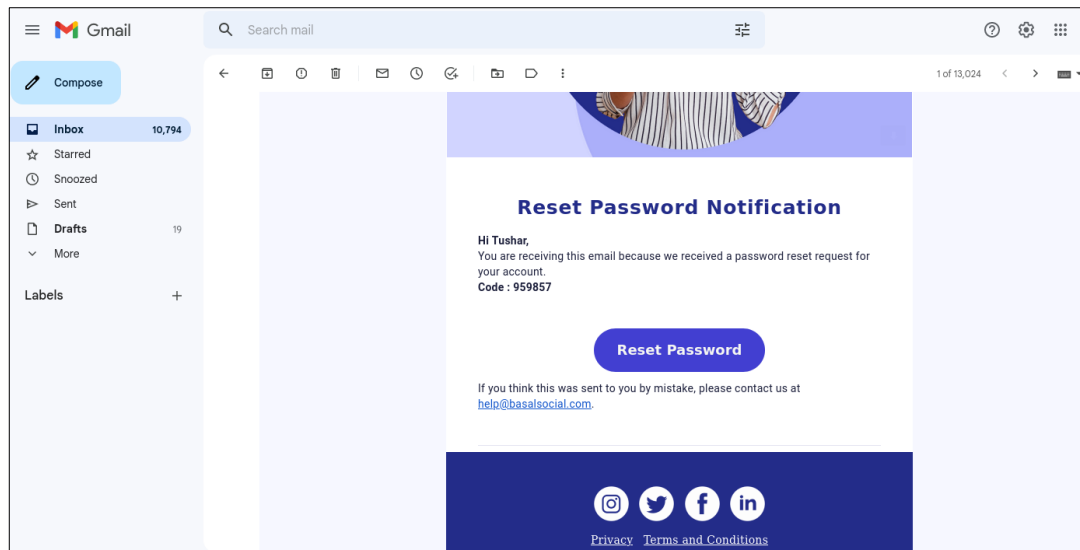 Gmail
Search mail
Compose
1 of 13,024
Inbox 10,794
Starred
Snoozed
Sent
Drafts 19
More
Labels
Reset Password Notification
Hi Tushar,
You are receiving this email because we received a password reset request for
your account.
Code : 959857
Reset Password
If you think this was sent to you by mistake, please contact us at
help@basalsocial.com.
Privacy Terms and Conditions